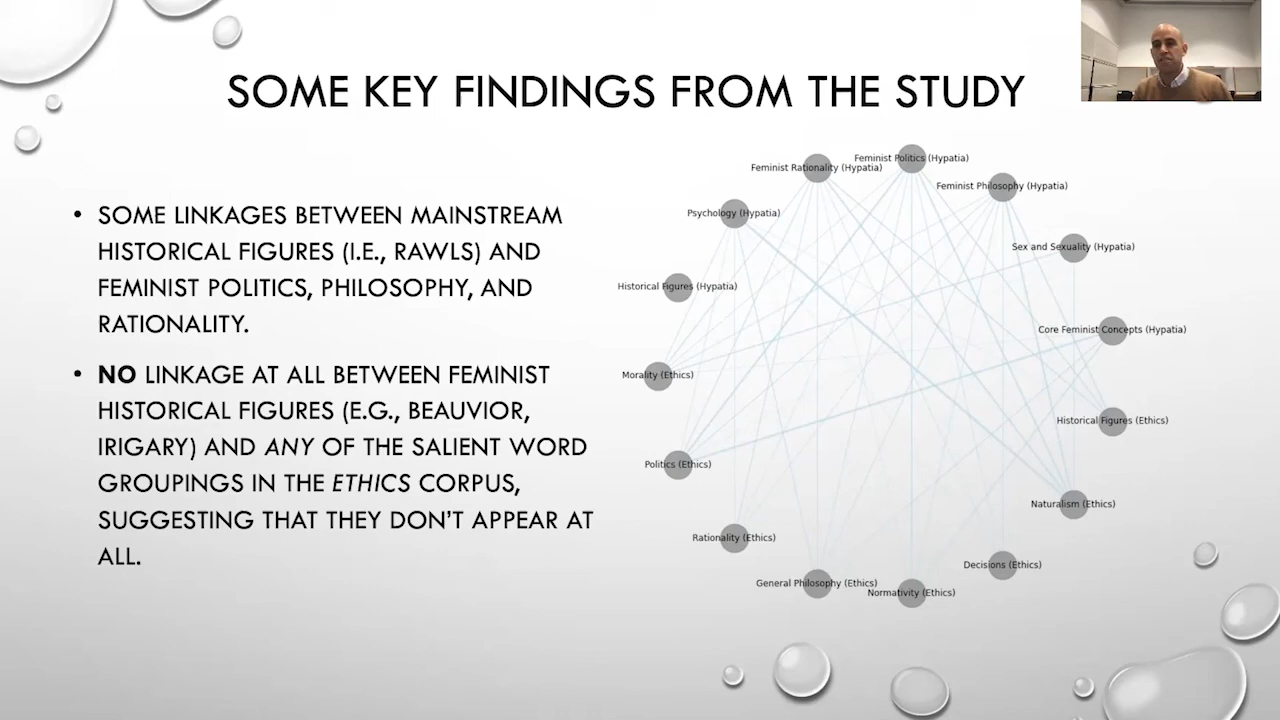 SOME KEY FINDINGS FROM THE STUDY
• SOME LINKAGES BETWEEN MAINSTREAM
HISTORICAL FIGURES (I.E., RAWLS) AND
FEMINIST POLITICS, PHILOSOPHY, AND
RATIONALITY.
• NO LINKAGE AT ALL BETWEEN FEMINIST
HISTORICAL FIGURES (E.G., BEAUVIOR,
IRIGARY) AND ANY OF THE SALIENT WORD
GROUPINGS IN THE ETHICS CORPUS,
SUGGESTING THAT THEY DON'T APPEAR AT
ALL.
Feminist Politics (Hypatia)
Feminist Rationality (Hypatia)
Feminist Philosophy (Hypatia)
Psychology (Hypatia)
Sex and Sexuality (Hypatia)
Historical Figures (Hypatia)
Core Feminist Concepts (Hypatia)
Morality (Ethics)
Historical Figures (Ethics)
Politics (Ethics)
Naturalism (Ethics)
Rationality (Ethics)
Decisions (Ethics)
General Philosophy (Ethics)
Normativity (Ethics)